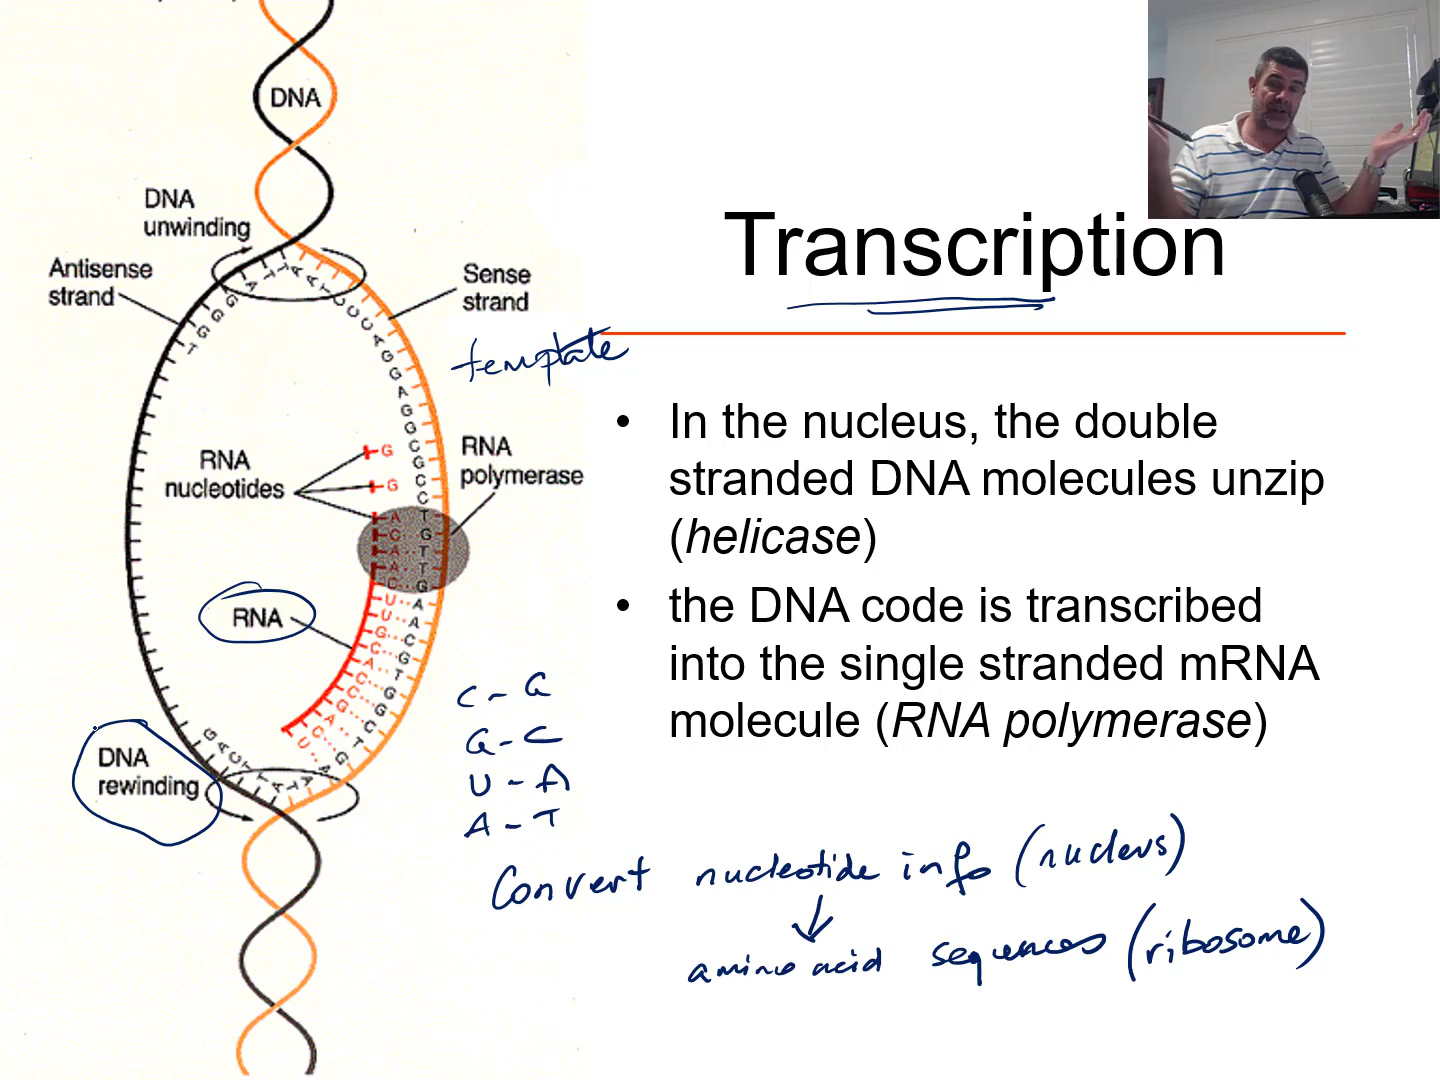 DNA
DNA
unwinding
Antisense
strand
Sense
strand
template
RNA
nucleotides
RNA
polymerase
RNA
DNA
rewinding
C - G
G - C
U - A
A - T
Transcription
• In the nucleus, the double
stranded DNA molecules unzip
(helicase)
• the DNA code is transcribed
into the single stranded mRNA
molecule (RNA polymerase)
Convert nucleotide info (nucleus)
↓
amino acid sequences (ribosome)